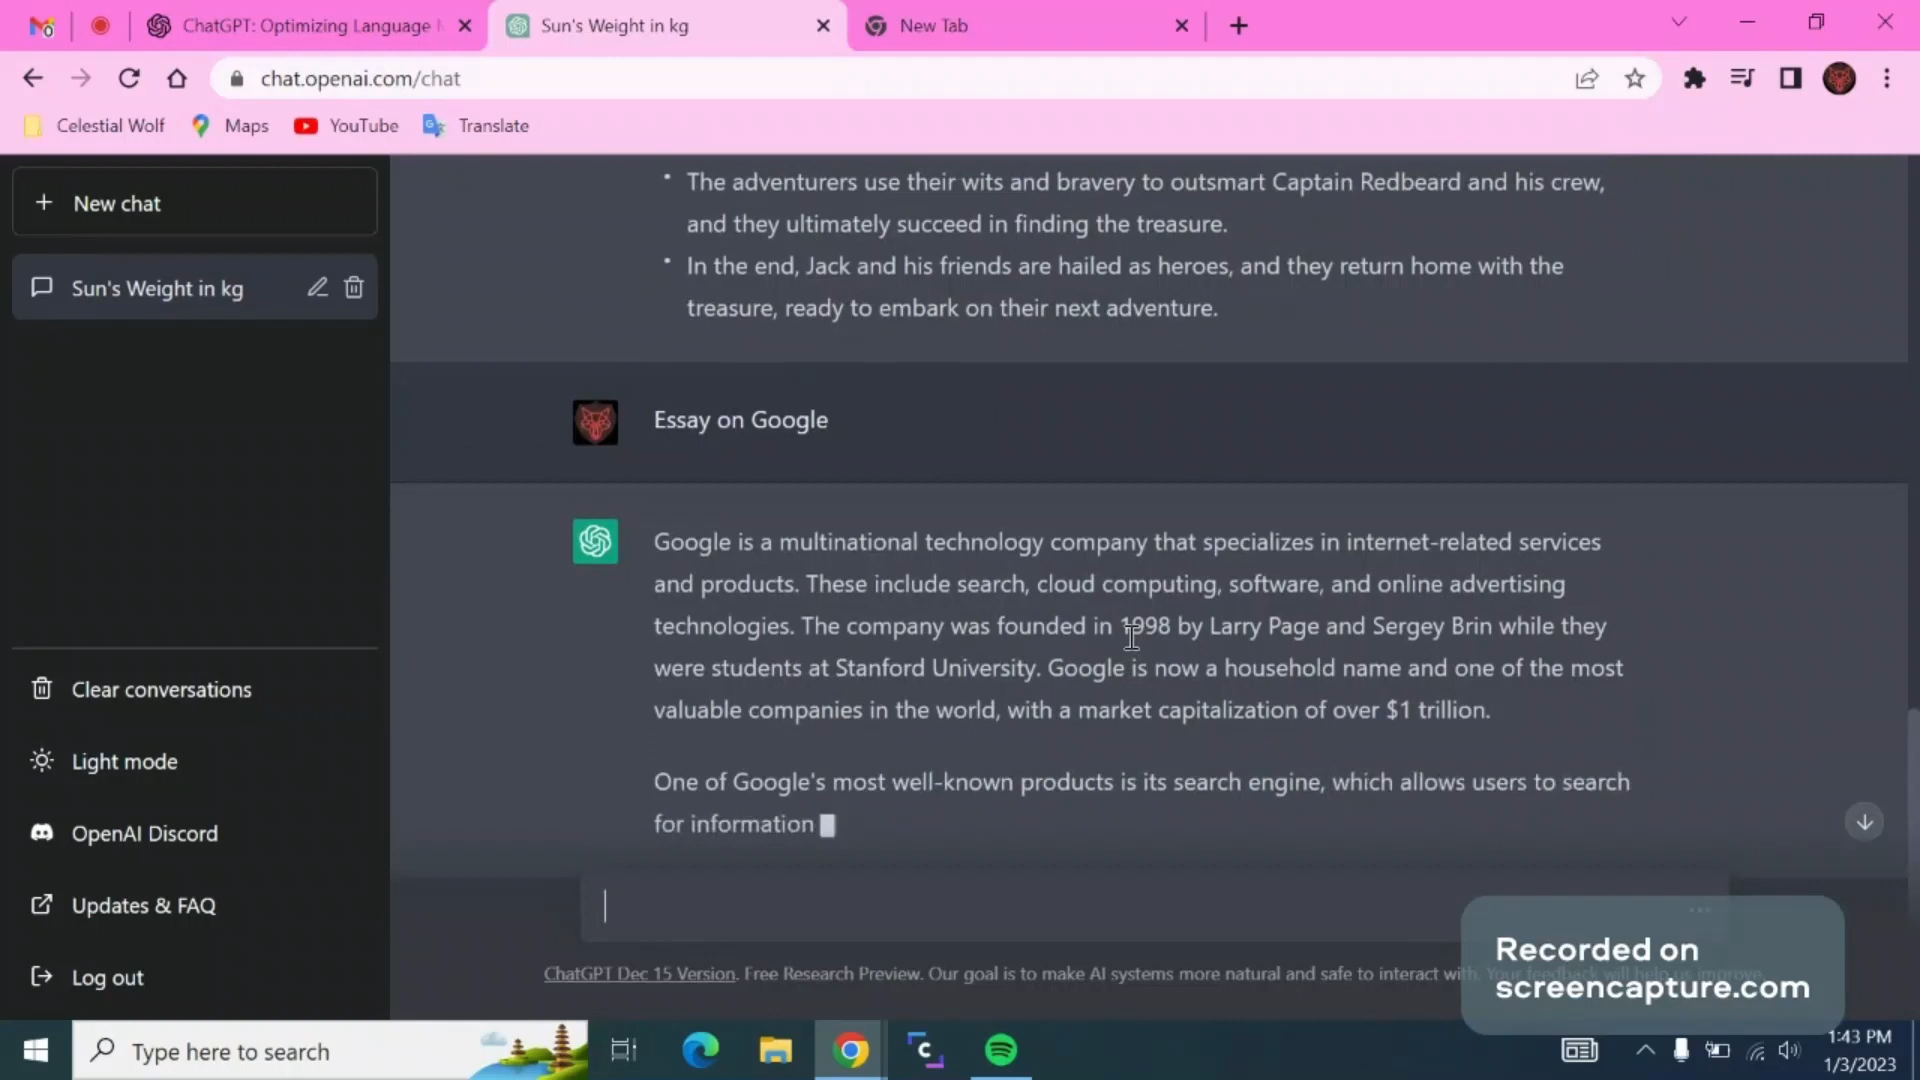 ChatGPT: Optimizing Language
Sun's Weight in kg
New Tab
chat.openai.com/chat
Celestial Wolf
Maps
YouTube
Translate
New chat
Sun's Weight in kg
Clear conversations
Light mode
OpenAI Discord
Updates & FAQ
Log out
The adventurers use their wits and bravery to outsmart Captain Redbeard and his crew,
and they ultimately succeed in finding the treasure.
In the end, Jack and his friends are hailed as heroes, and they return home with the
treasure, ready to embark on their next adventure.
Essay on Google
Google is a multinational technology company that specializes in internet-related services
and products. These include search, cloud computing, software, and online advertising
technologies. The company was founded in 1998 by Larry Page and Sergey Brin while they
were students at Stanford University. Google is now a household name and one of the most
valuable companies in the world, with a market capitalization of over $1 trillion.
One of Google's most well-known products is its search engine, which allows users to search
for information
ChatGPT Dec 15 Version. Free Research Preview. Our goal is to make AI systems more natural and safe to interact with. Your feedback will help us improve.
Recorded on
screencapture.com
Type here to search
1:43 PM
1/3/2023